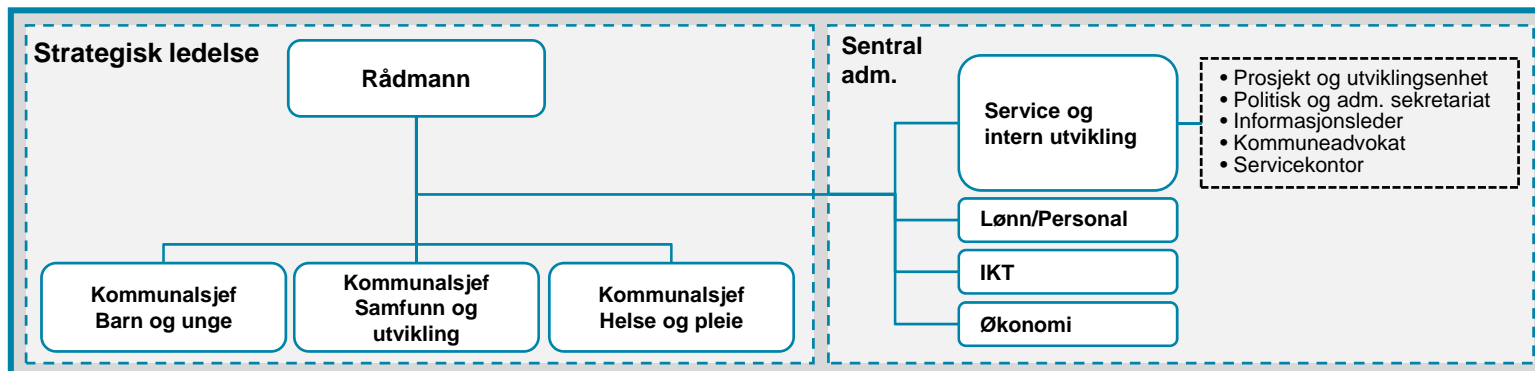 Strategisk ledelse
Rådmann
Kommunalsjef
Barn og unge
Kommunalsjef
Samfunn og
utvikling
Kommunalsjef
Helse og pleie
Sentral
adm.
Service og
intern utvikling
• Prosjekt og utviklingsenhet
• Politisk og adm. sekretariat
• Informasjonsleder
• Kommuneadvokat
• Servicekontor
Lønn/Personal
IKT
Økonomi